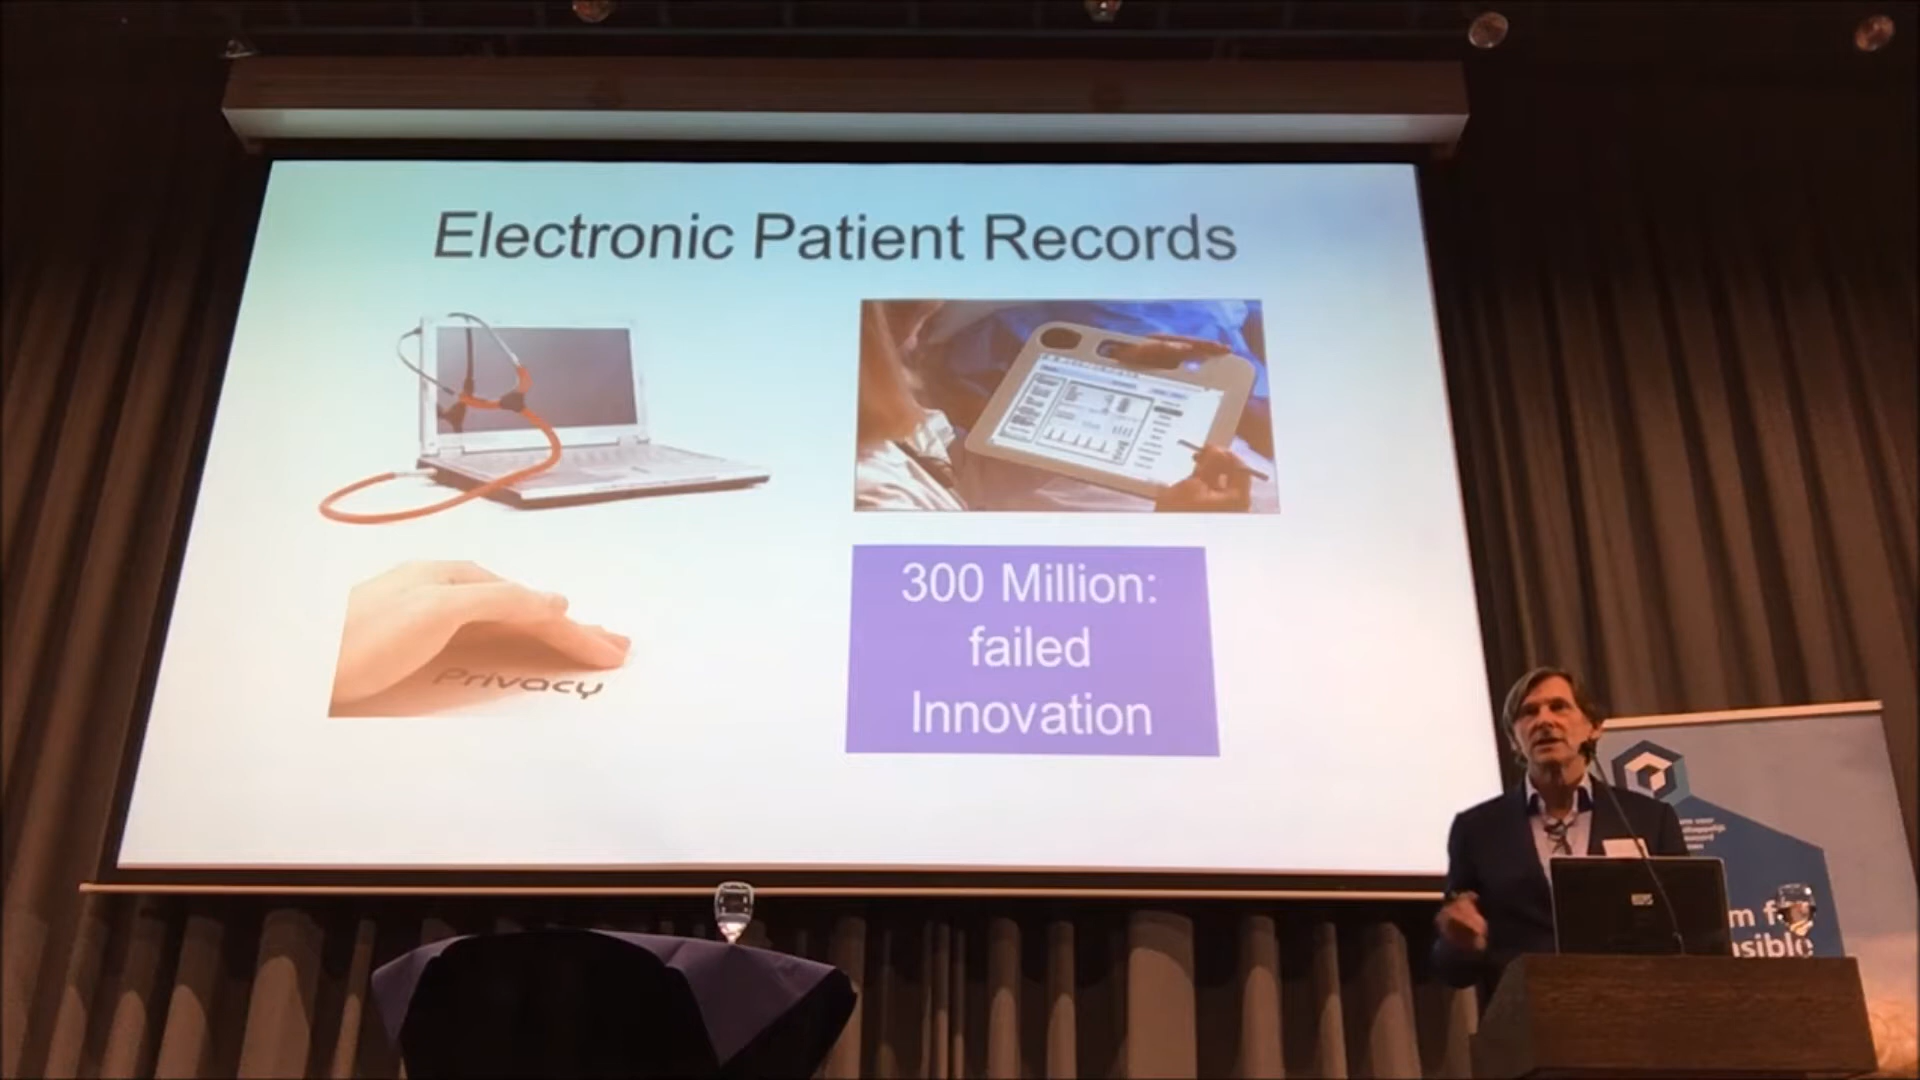 Electronic Patient Records
Privacy
300 Million:
failed
Innovation